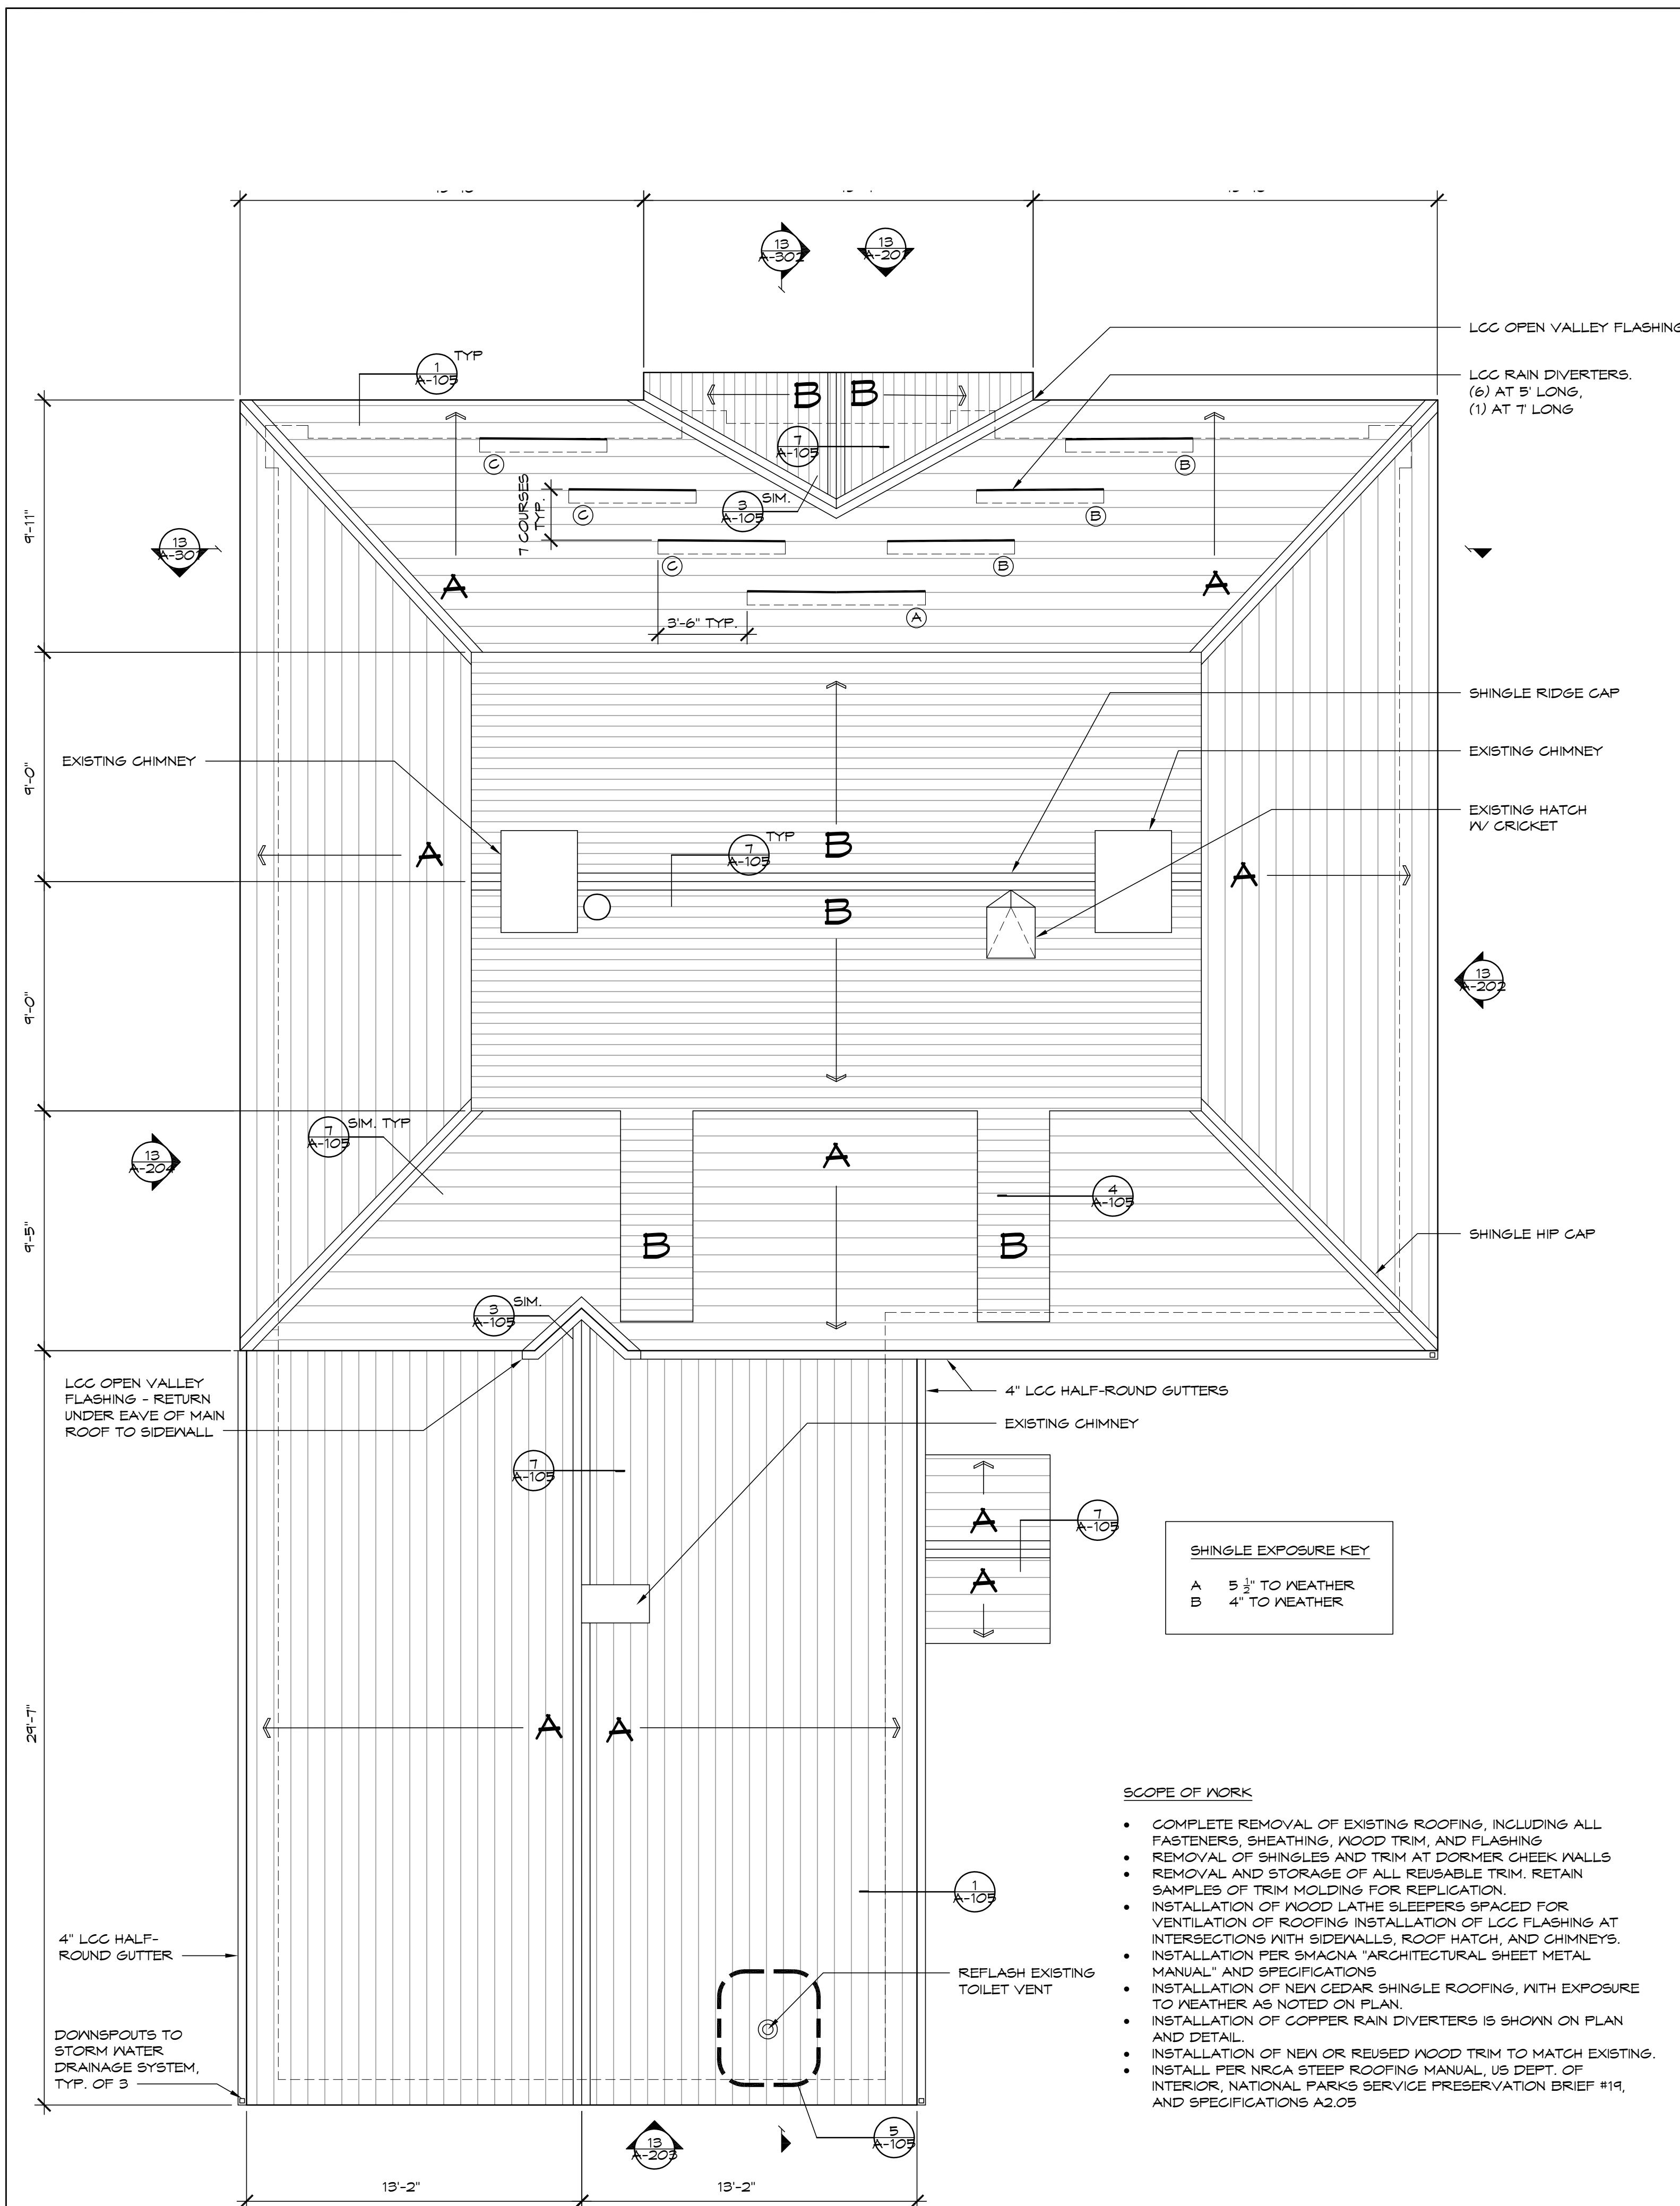 13
A-302
13
A-201
LCC OPEN VALLEY FLASHING
1
A-105
TYP
LCC RAIN DIVERTERS.
(6) AT 5' LONG,
(1) AT 7' LONG
B
B
7
A-105
C
B
7 COURSES
TYP.
3
A-105
SIM.
C
B
9'-11"
13
A-301
C
B
A
A
A
3'-6" TYP.
SHINGLE RIDGE CAP
EXISTING CHIMNEY
EXISTING CHIMNEY
9'-0"
EXISTING HATCH
W/ CRICKET
7
A-105
TYP
B
A
A
B
13
A-202
9'-0"
7
A-105
SIM. TYP
A
13
A-204
4
A-105
9'-5"
B
B
SHINGLE HIP CAP
3
A-105
SIM.
LCC OPEN VALLEY
FLASHING - RETURN
UNDER EAVE OF MAIN
ROOF TO SIDEWALL
4" LCC HALF-ROUND GUTTERS
EXISTING CHIMNEY
7
A-105
A
7
A-105
A
SHINGLE EXPOSURE KEY
A 5 1/2" TO WEATHER
B 4" TO WEATHER
29'-7"
A
A
SCOPE OF WORK
• COMPLETE REMOVAL OF EXISTING ROOFING, INCLUDING ALL
FASTENERS, SHEATHING, WOOD TRIM, AND FLASHING
• REMOVAL OF SHINGLES AND TRIM AT DORMER CHEEK WALLS
• REMOVAL AND STORAGE OF ALL REUSABLE TRIM. RETAIN
SAMPLES OF TRIM MOLDING FOR REPLICATION.
• INSTALLATION OF WOOD LATHE SLEEPERS SPACED FOR
VENTILATION OF ROOFING INSTALLATION OF LCC FLASHING AT
INTERSECTIONS WITH SIDEWALLS, ROOF HATCH, AND CHIMNEYS.
• INSTALLATION PER SMACNA "ARCHITECTURAL SHEET METAL
MANUAL" AND SPECIFICATIONS
• INSTALLATION OF NEW CEDAR SHINGLE ROOFING, WITH EXPOSURE
TO WEATHER AS NOTED ON PLAN.
• INSTALLATION OF COPPER RAIN DIVERTERS IS SHOWN ON PLAN
AND DETAIL.
• INSTALLATION OF NEW OR REUSED WOOD TRIM TO MATCH EXISTING.
• INSTALL PER NRCA STEEP ROOFING MANUAL, US DEPT. OF
INTERIOR, NATIONAL PARKS SERVICE PRESERVATION BRIEF #19,
AND SPECIFICATIONS A2.05
1
A-105
4" LCC HALF-
ROUND GUTTER
REFLASH EXISTING
TOILET VENT
DOWNSPOUTS TO
STORM WATER
DRAINAGE SYSTEM,
TYP. OF 3
13
A-203
5
A-105
13'-2"
13'-2"